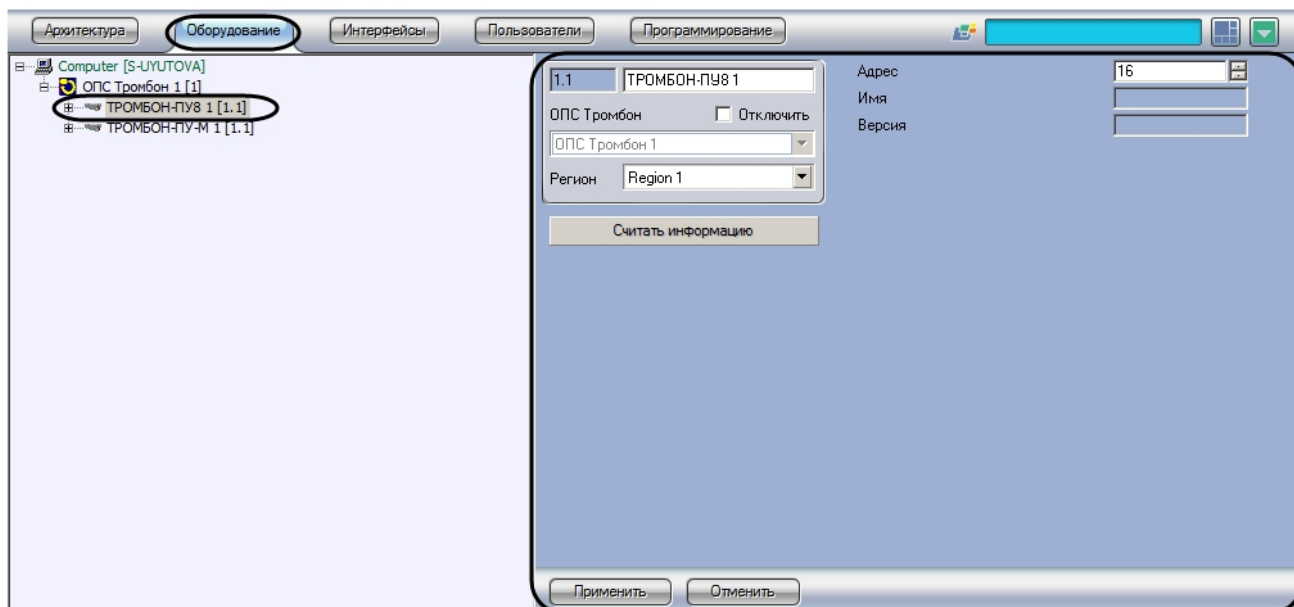 Архитектура Оборудование Интерфейсы Пользователи Программирование
Computer [S-UYUTOVA]
ОПС Тромбон 1 [1]
ТРОМБОН-ПУ8 1 [1.1]
ТРОМБОН-ПУ-М 1 [1.1]
1.1 ТРОМБОН-ПУ8 1
ОПС Тромбон Отключить
ОПС Тромбон 1
Регион Region 1
Считать информацию
Адрес 16
Имя
Версия
Применить Отменить